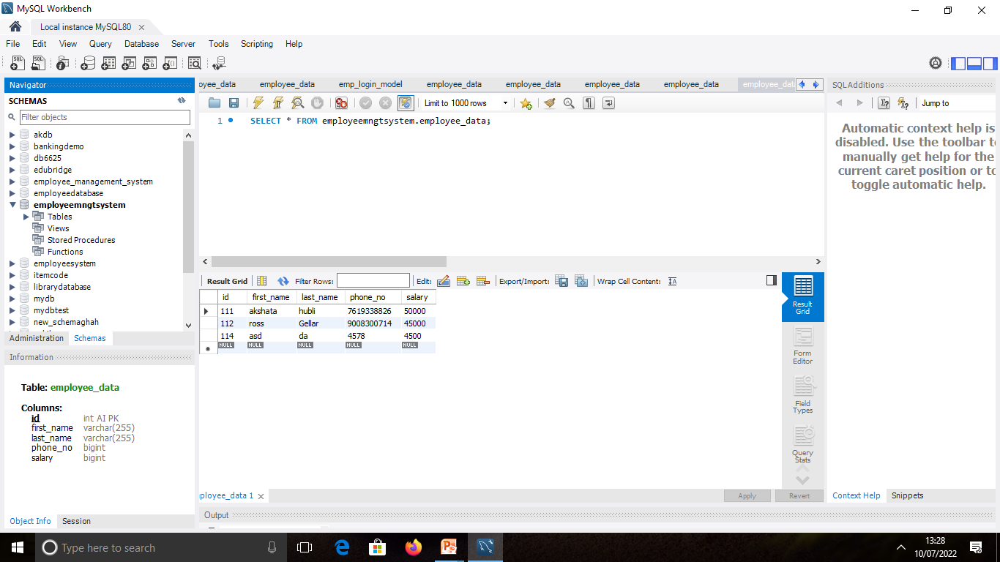 MySQL Workbench
Local instance MySQL80
File Edit View Query Database Server Tools Scripting Help
Navigator
SCHEMAS
Filter objects
akdb
bankingdemo
db6625
edubridge
employee_management_system
employeedatabase
employeemngtsystem
Tables
Views
Stored Procedures
Functions
employeesystem
itemcode
librarydatabase
mydb
mydbtest
new_schemaghah
Administration Schemas
Information
Table: employee_data
Columns:
id int AI PK
first_name varchar(255)
last_name varchar(255)
phone_no bigint
salary bigint
Object Info Session
oyee_data employee_data emp_login_model employee_data employee_data employee_data employee_data employee_dat
Limit to 1000 rows
1 SELECT * FROM employeemngtsystem.employee_data;
Result Grid Filter Rows: Edit: Export/Import: Wrap Cell Content:
id first_name last_name phone_no salary
111 akshata hubli 7619338826 50000
112 ross Gellar 9008300714 45000
114 asd da 4578 4500
NULL NULL NULL NULL NULL
Result
Grid
Form
Editor
Field
Types
Query
Stats
ployee_data 1
Apply Revert
Output
SQLAdditions
Jump to
Automatic context help is
disabled. Use the toolbar to
manually get help for the
current caret position or to
toggle automatic help.
Context Help Snippets
Type here to search
13:28
10/07/2022